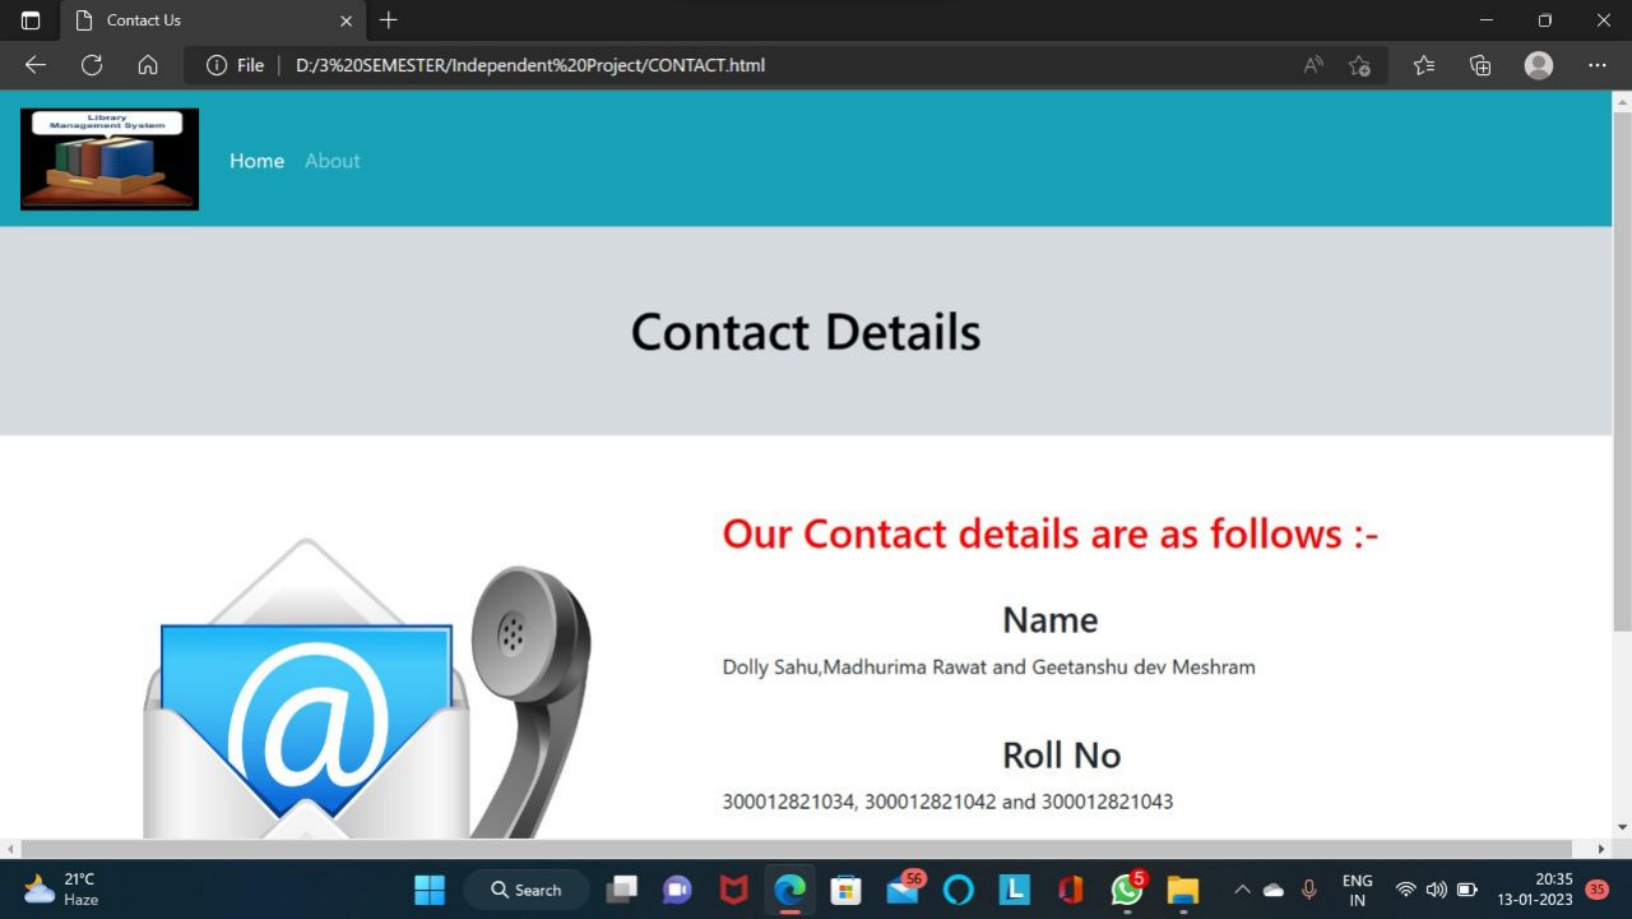 Contact Us
File | D:/3%20SEMESTER/Independent%20Project/CONTACT.html
Library
Management System
Home About
Contact Details
Our Contact details are as follows :-
Name
Dolly Sahu,Madhurima Rawat and Geetanshu dev Meshram
Roll No
300012821034, 300012821042 and 300012821043
@
21°C
Haze
Search
56
L
5
ENG
IN
20:35
13-01-2023
35